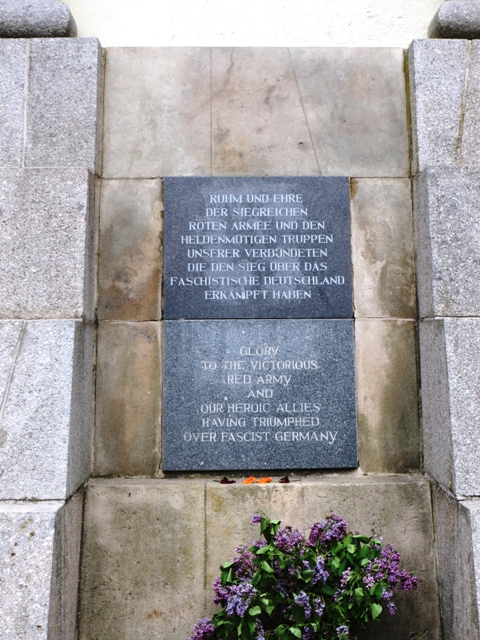 RUHM UND EHRE
DER SIEGREICHEN
ROTEN ARMEE UND DEN
HELDENMÜTIGEN TRUPPEN
UNSERER VERBÜNDETEN
DIE DEN SIEG ÜBER DAS
FASCHISTISCHE DEUTSCHLAND
ERKÄMPFT HABEN
GLORY
TO THE VICTORIOUS
RED ARMY
AND
OUR HEROIC ALLIES
HAVING TRIUMPHED
OVER FASCIST GERMANY